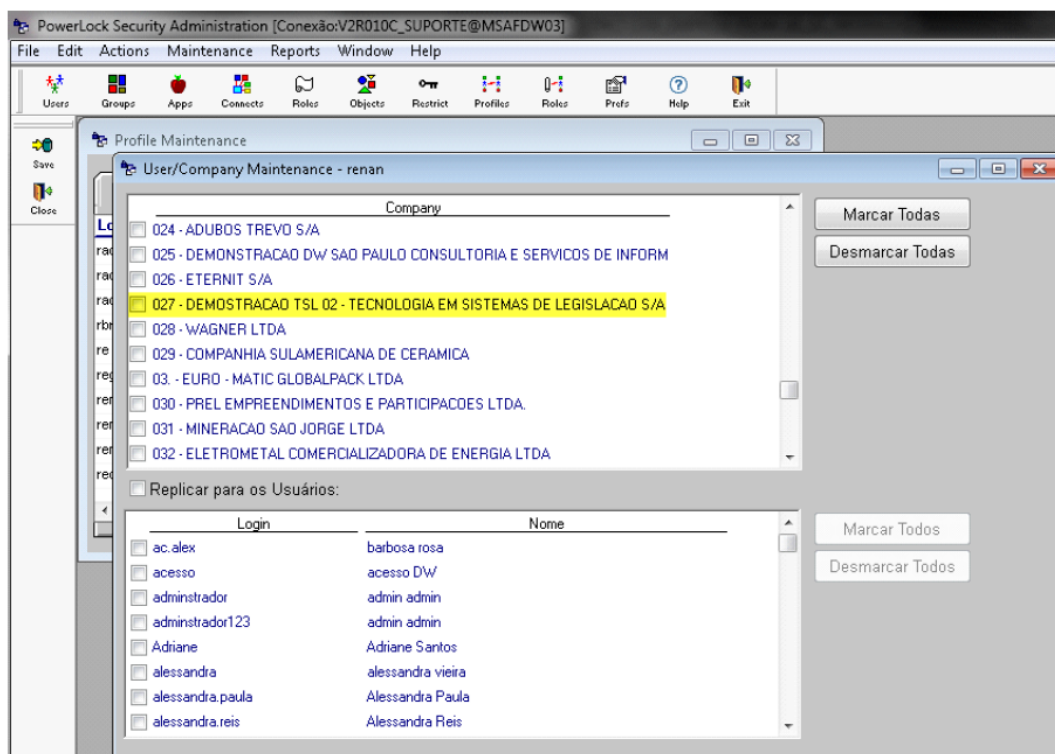 PowerLock Security Administration [Conexão:V2R010C_SUPORTE@MSAFDW03]
File Edit Actions Maintenance Reports Window Help
Users Groups Apps Connects Roles Objects Restrict Profiles Roles Prefs Help Exit
Save
Close
Profile Maintenance
User/Company Maintenance - renan
Company
024 - ADUBOS TREVO S/A
025 - DEMONSTRACAO DW SAO PAULO CONSULTORIA E SERVICOS DE INFORM
026 - ETERNIT S/A
027 - DEMOSTRACAO TSL 02 - TECNOLOGIA EM SISTEMAS DE LEGISLACAO S/A
028 - WAGNER LTDA
029 - COMPANHIA SULAMERICANA DE CERAMICA
03. - EURO - MATIC GLOBALPACK LTDA
030 - PREL EMPREENDIMENTOS E PARTICIPACOES LTDA.
031 - MINERACAO SAO JORGE LTDA
032 - ELETROMETAL COMERCIALIZADORA DE ENERGIA LTDA
Marcar Todas
Desmarcar Todas
Replicar para os Usuários:
Login Nome
ac.alex barbosa rosa
acesso acesso DW
adminstrador admin admin
adminstrador123 admin admin
Adriane Adriane Santos
alessandra alessandra vieira
alessandra.paula Alessandra Paula
alessandra.reis Alessandra Reis
Marcar Todos
Desmarcar Todos